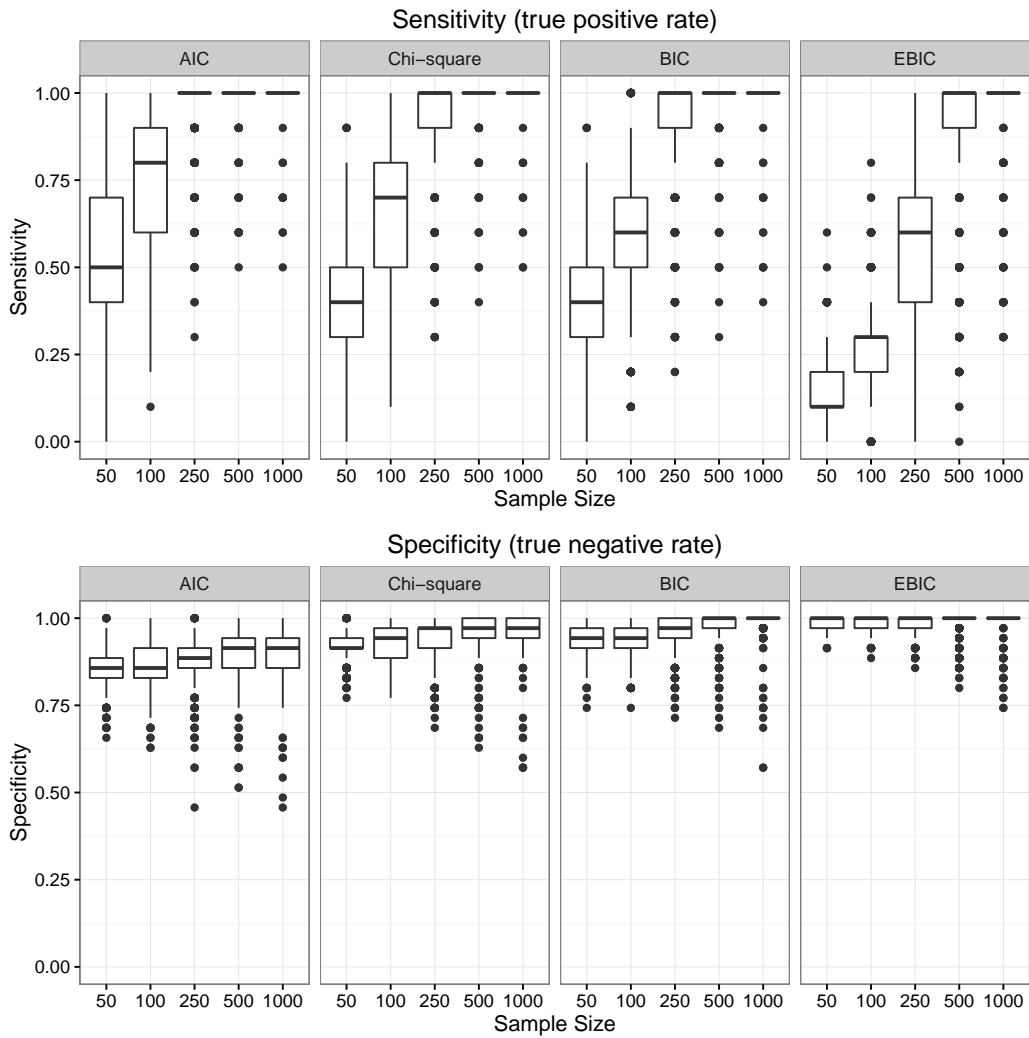 Sensitivity (true positive rate)
AIC Chi−square BIC EBIC
1.00
0.75
0.50
0.25
0.00
Sensitivity
50 100 250 500 1000 50 100 250 500 1000 50 100 250 500 1000 50 100 250 500 1000
Sample Size
Specificity (true negative rate)
AIC Chi−square BIC EBIC
1.00
0.75
0.50
0.25
0.00
Specificity
50 100 250 500 1000 50 100 250 500 1000 50 100 250 500 1000 50 100 250 500 1000
Sample Size